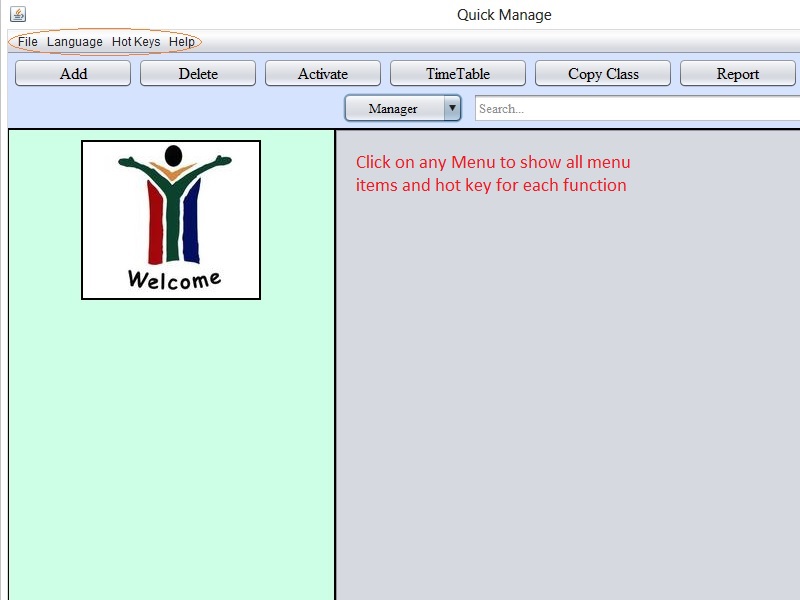 Quick Manage
File Language Hot Keys Help
Add Delete Activate TimeTable Copy Class Report
Manager Search...
Click on any Menu to show all menu
items and hot key for each function
Welcome